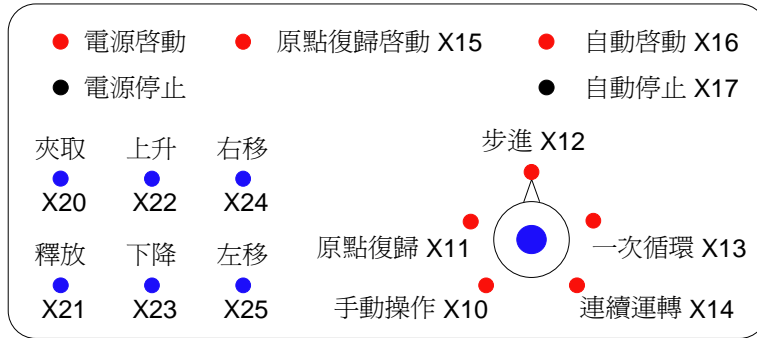 電源啓動
原點復歸啓動 X15
自動啓動 X16
電源停止
自動停止 X17
步進 X12
夾取
上升
右移
X20
X22
X24
原點復歸 X11
一次循環 X13
釋放
下降
左移
X21
X23
X25
手動操作 X10
連續運轉 X14